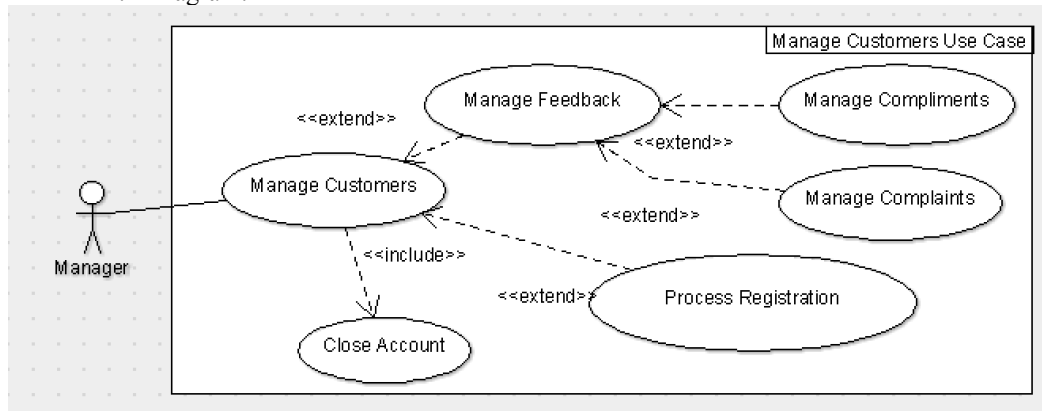 Manage Customers Use Case
Manage Feedback
Manage Compliments
<<extend>>
<<extend>>
Manage Customers
Manage Complaints
<<extend>>
Manager
<<include>>
<<extend>>
Process Registration
Close Account